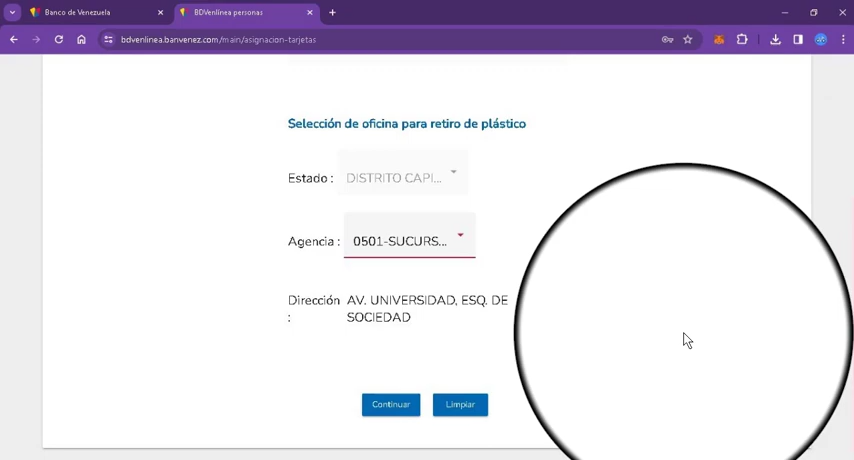 Banco de Venezuela
BDVenlínea personas
bdvenlinea.banvenez.com/main/asignacion-tarjetas
Selección de oficina para retiro de plástico
Estado : DISTRITO CAPI...
Agencia : 0501-SUCURS...
Dirección AV. UNIVERSIDAD, ESQ. DE
: SOCIEDAD
Continuar Limpiar